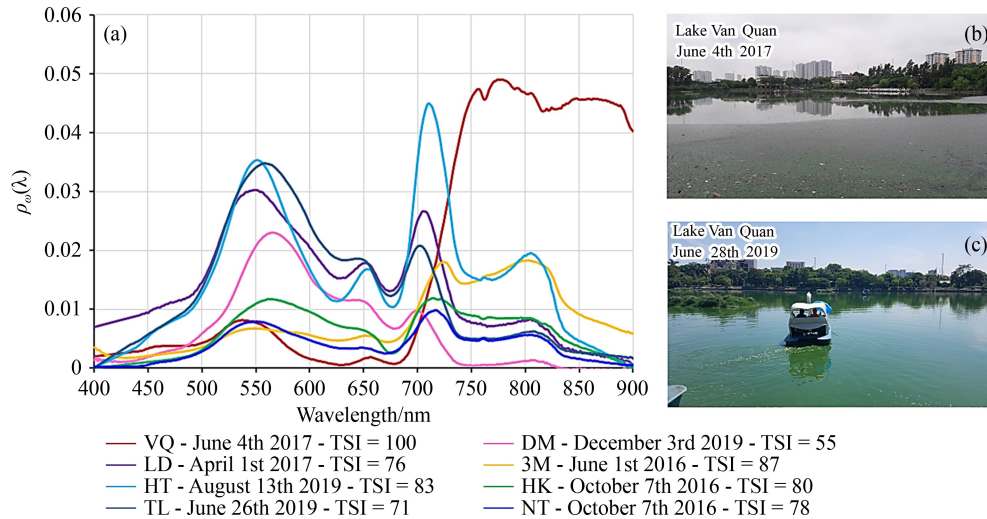 0.06
0.05
0.04
0.03
0.02
0.01
0
ρω(λ)
(a)
400 450 500 550 600 650 700 750 800 850 900
Wavelength/nm
VQ - June 4th 2017 - TSI = 100
LD - April 1st 2017 - TSI = 76
HT - August 13th 2019 - TSI = 83
TL - June 26th 2019 - TSI = 71
DM - December 3rd 2019 - TSI = 55
3M - June 1st 2016 - TSI = 87
HK - October 7th 2016 - TSI = 80
NT - October 7th 2016 - TSI = 78
Lake Van Quan
June 4th 2017
(b)
Lake Van Quan
June 28th 2019
(c)